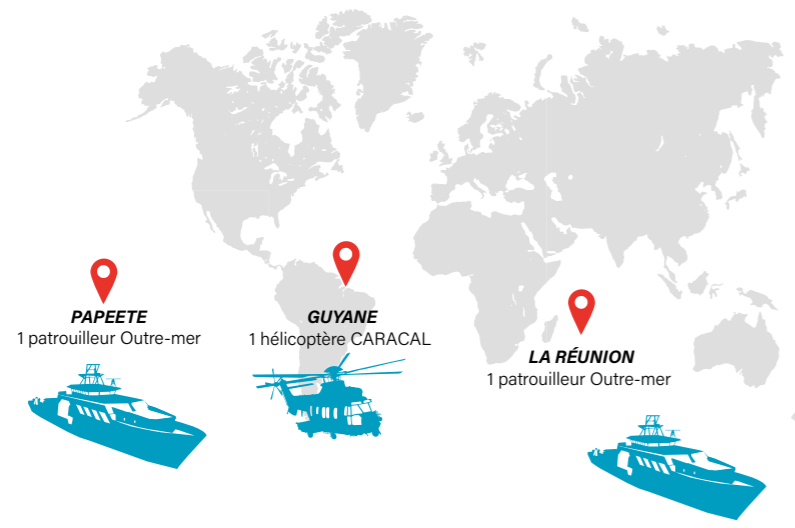 PAPEETE
1 patrouilleur Outre-mer
GUYANE
1 hélicoptère CARACAL
LA RÉUNION
1 patrouilleur Outre-mer